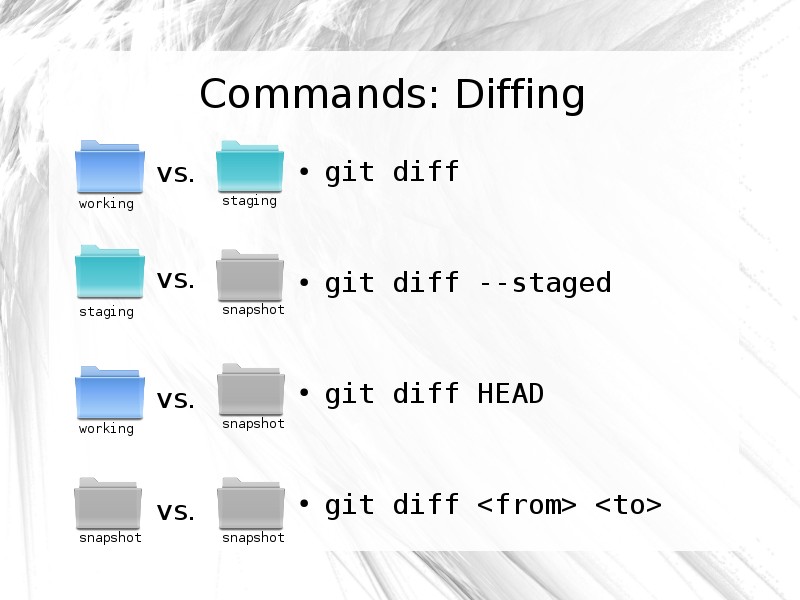 Commands: Diffing
working vs. staging • git diff
staging vs. snapshot • git diff --staged
working vs. snapshot • git diff HEAD
snapshot vs. snapshot • git diff <from> <to>